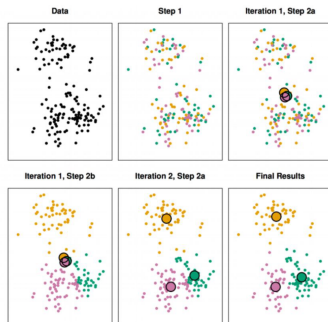 Data
Step 1
Iteration 1, Step 2a
Iteration 1, Step 2b
Iteration 2, Step 2a
Final Results